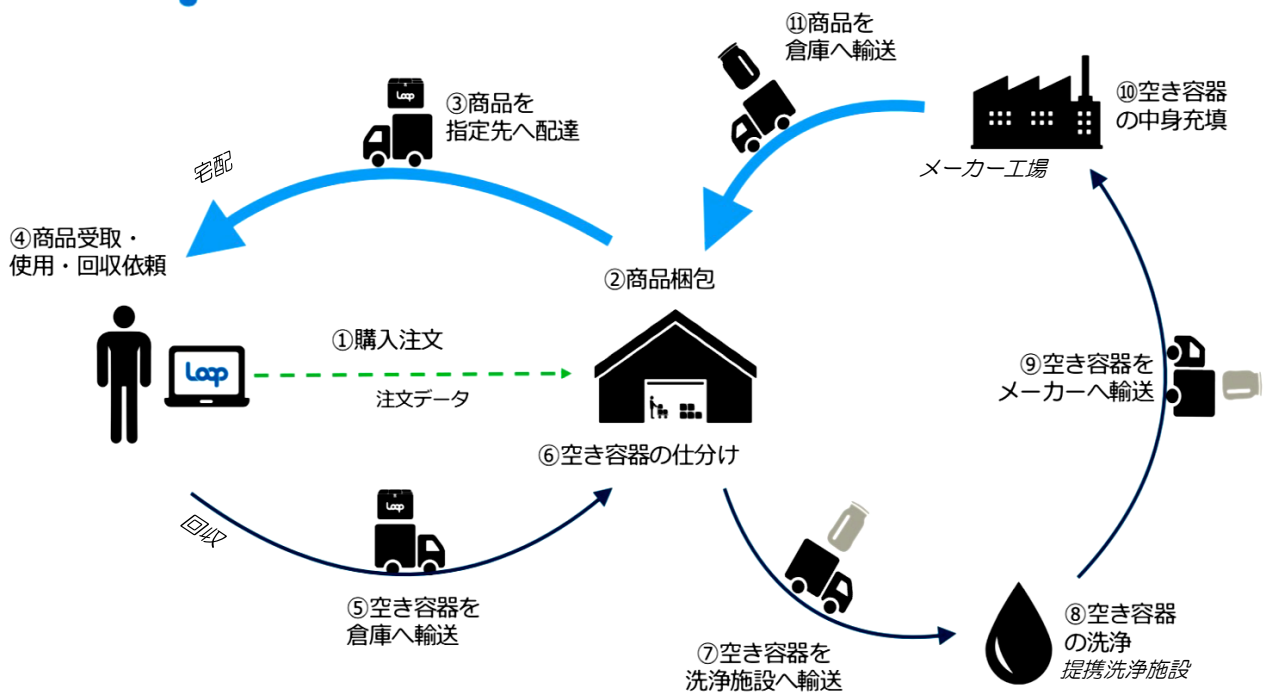 ⑪商品を
倉庫へ輸送
Loop
③商品を
指定先へ配達
⑩空き容器
の中身充填
宅配
メーカー工場
④商品受取・
使用・回収依頼
②商品梱包
①購入注文
Loop
注文データ
⑨空き容器を
メーカーへ輸送
⑥空き容器の仕分け
Loop
回収
⑤空き容器を
倉庫へ輸送
⑧空き容器
の洗浄
提携洗浄施設
⑦空き容器を
洗浄施設へ輸送